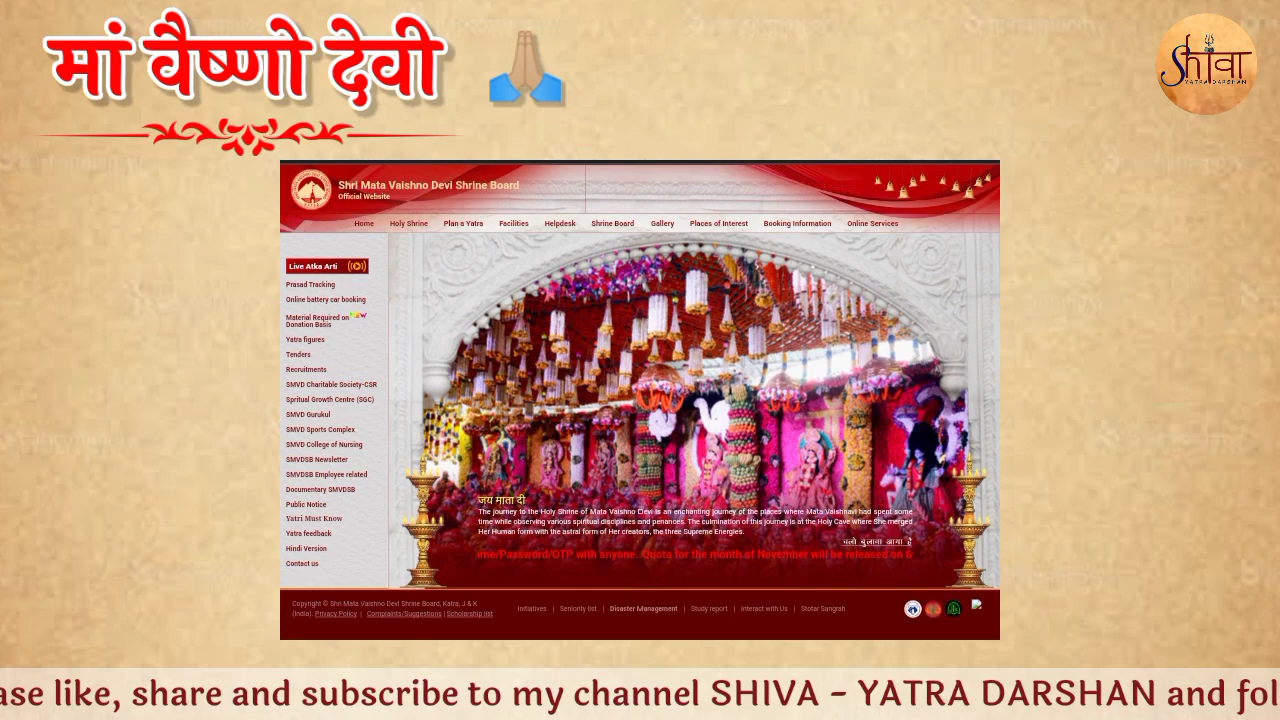 मां वैष्णो देवी
Shिवा
YATRA DARSHAN
Shri Mata Vaishno Devi Shrine Board
Official Website
Home Holy Shrine Plan a Yatra Facilities Helpdesk Shrine Board Gallery Places of Interest Booking Information Online Services
Live Atka Arti
Prasad Tracking
Online battery car booking
Material Required on
Donation Basis
Yatra figures
Tenders
Recruitments
SMVD Charitable Society-CSR
Spritual Growth Centre (SGC)
SMVD Gurukul
SMVD Sports Complex
SMVD College of Nursing
SMVDSB Newsletter
SMVDSB Employee related
Documentary SMVDSB
Public Notice
Yatri Must Know
Yatra feedback
Hindi Version
Contact us
जय माता दी
The journey to the Holy Shrine of Mata Vaishno Devi is an enchanting journey of the places where Mata Vaishnavi had spent some
time while observing various spiritual disciplines and penances. The culmination of this journey is at the Holy Cave where She merged
Her Human form with the astral form of Her creators, the three Supreme Energies.
चलो बुलावा आया है
me/Password/OTP with anyone. Quota for the month of November will be released on 6
Copyright © Shri Mata Vaishno Devi Shrine Board, Katra, J & K
(India). Privacy Policy | Complaints/Suggestions | Scholarship list
Initiatives | Seniority list | Disaster Management | Study report | Interact with Us | Stotar Sangrah
ase like, share and subscribe to my channel SHIVA - YATRA DARSHAN and fol